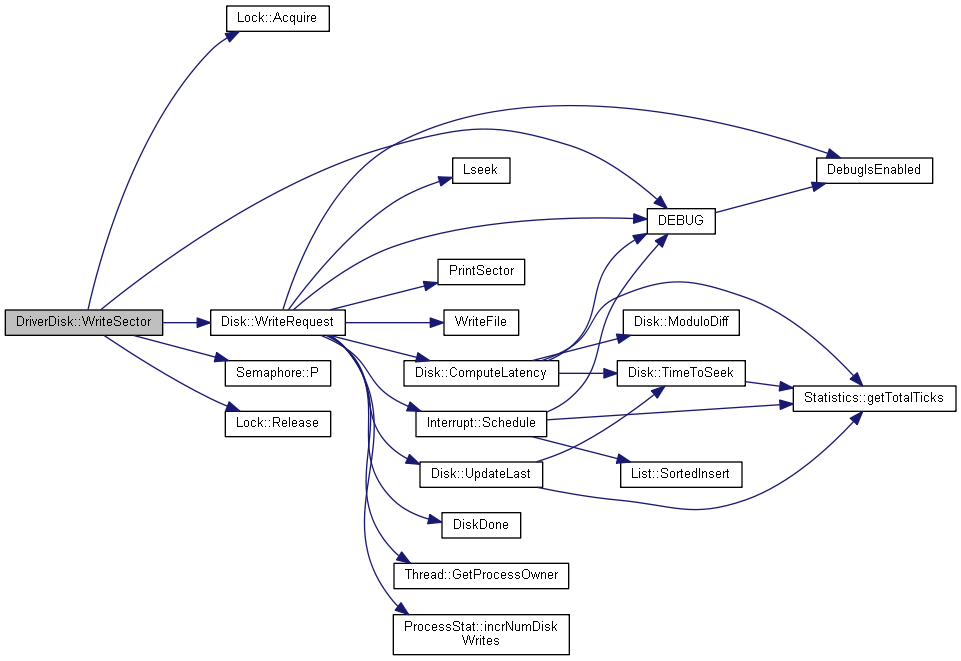 Lock::Acquire
DebugIsEnabled
Lseek
DEBUG
PrintSector
DriverDisk::WriteSector
Disk::WriteRequest
WriteFile
Disk::ModuloDiff
Semaphore::P
Disk::ComputeLatency
Disk::TimeToSeek
Statistics::getTotalTicks
Lock::Release
Interrupt::Schedule
Disk::UpdateLast
List::SortedInsert
DiskDone
Thread::GetProcessOwner
ProcessStat::incrNumDisk
Writes